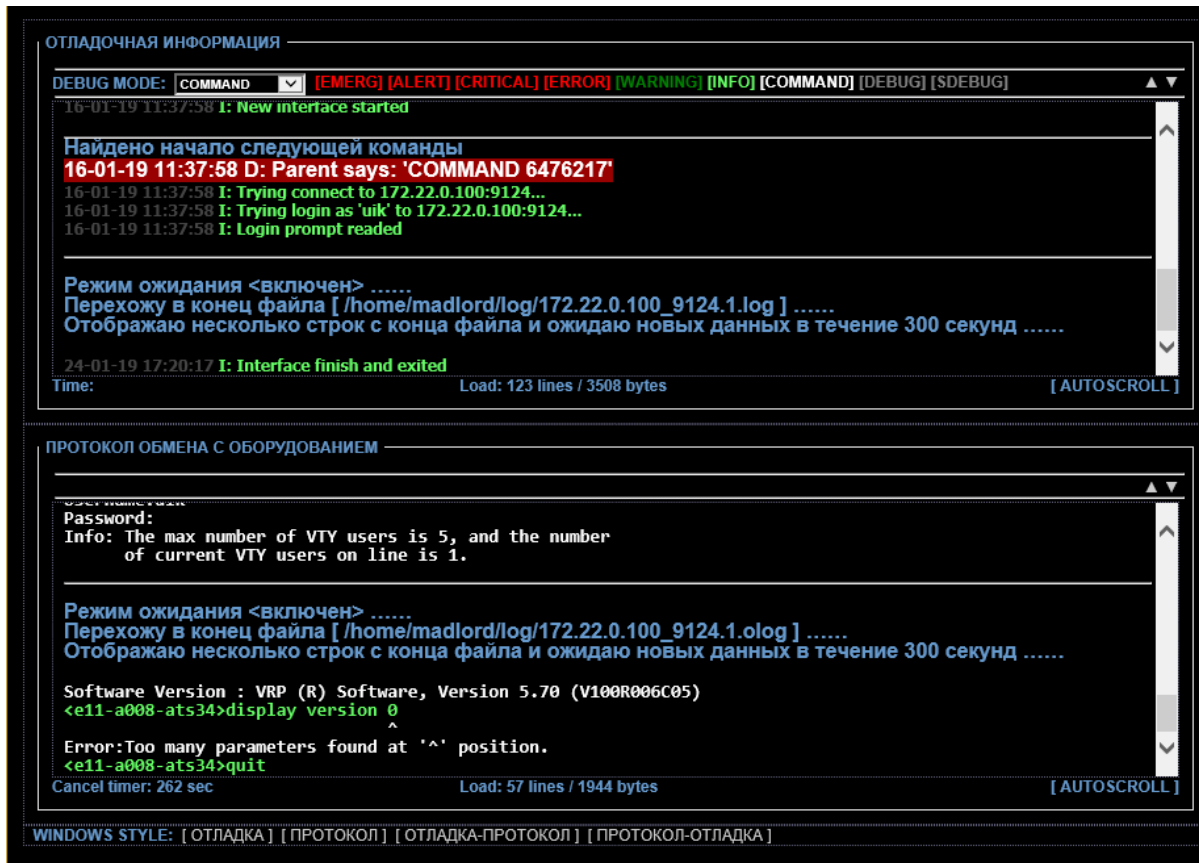 ОТЛАДОЧНАЯ ИНФОРМАЦИЯ
DEBUG MODE: COMMAND [EMERG] [ALERT] [CRITICAL] [ERROR] [WARNING] [INFO] [COMMAND] [DEBUG] [SDEBUG] ▲ ▼
16-01-19 11:37:58 I: New interface started
Найдено начало следующей команды
16-01-19 11:37:58 D: Parent says: 'COMMAND 6476217'
16-01-19 11:37:58 I: Trying connect to 172.22.0.100:9124...
16-01-19 11:37:58 I: Trying login as 'uik' to 172.22.0.100:9124...
16-01-19 11:37:58 I: Login prompt readed
Режим ожидания <включен> ......
Перехожу в конец файла [ /home/madlord/log/172.22.0.100_9124.1.log ] ......
Отображаю несколько строк с конца файла и ожидаю новых данных в течение 300 секунд ......
24-01-19 17:20:17 I: Interface finish and exited
Time: Load: 123 lines / 3508 bytes [ AUTOSCROLL ]
ПРОТОКОЛ ОБМЕНА С ОБОРУДОВАНИЕМ
▲ ▼
Password:
Info: The max number of VTY users is 5, and the number
of current VTY users on line is 1.
Режим ожидания <включен> ......
Перехожу в конец файла [ /home/madlord/log/172.22.0.100_9124.1.olog ] ......
Отображаю несколько строк с конца файла и ожидаю новых данных в течение 300 секунд ......
Software Version : VRP (R) Software, Version 5.70 (V100R006C05)
<e11-a008-ats34>display version 0
^
Error:Too many parameters found at '^' position.
<e11-a008-ats34>quit
Cancel timer: 262 sec Load: 57 lines / 1944 bytes [ AUTOSCROLL ]
WINDOWS STYLE: [ ОТЛАДКА ] [ ПРОТОКОЛ ] [ ОТЛАДКА-ПРОТОКОЛ ] [ ПРОТОКОЛ-ОТЛАДКА ]